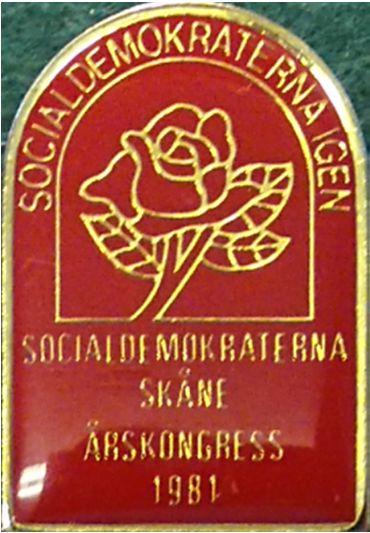 SOCIALDEMOKRATERNA IGEN
SOCIALDEMOKRATERNA
SKÅNE
ÅRSKONGRESS
1981